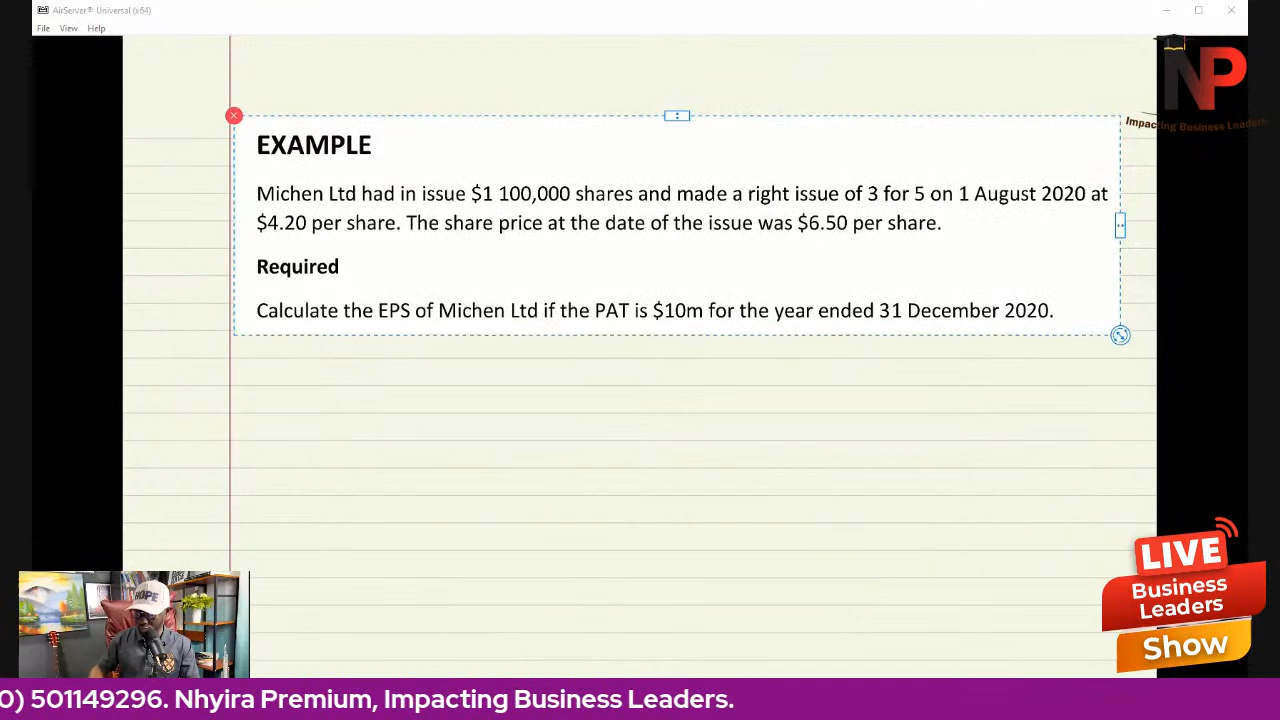 AirServer® Universal (x64)
File View Help
NP
Impacting Business Leaders
EXAMPLE
Michen Ltd had in issue $1 100,000 shares and made a right issue of 3 for 5 on 1 August 2020 at
$4.20 per share. The share price at the date of the issue was $6.50 per share.
Required
Calculate the EPS of Michen Ltd if the PAT is $10m for the year ended 31 December 2020.
HOPE
LIVE
Business
Leaders
Show
0) 501149296. Nhyira Premium, Impacting Business Leaders.